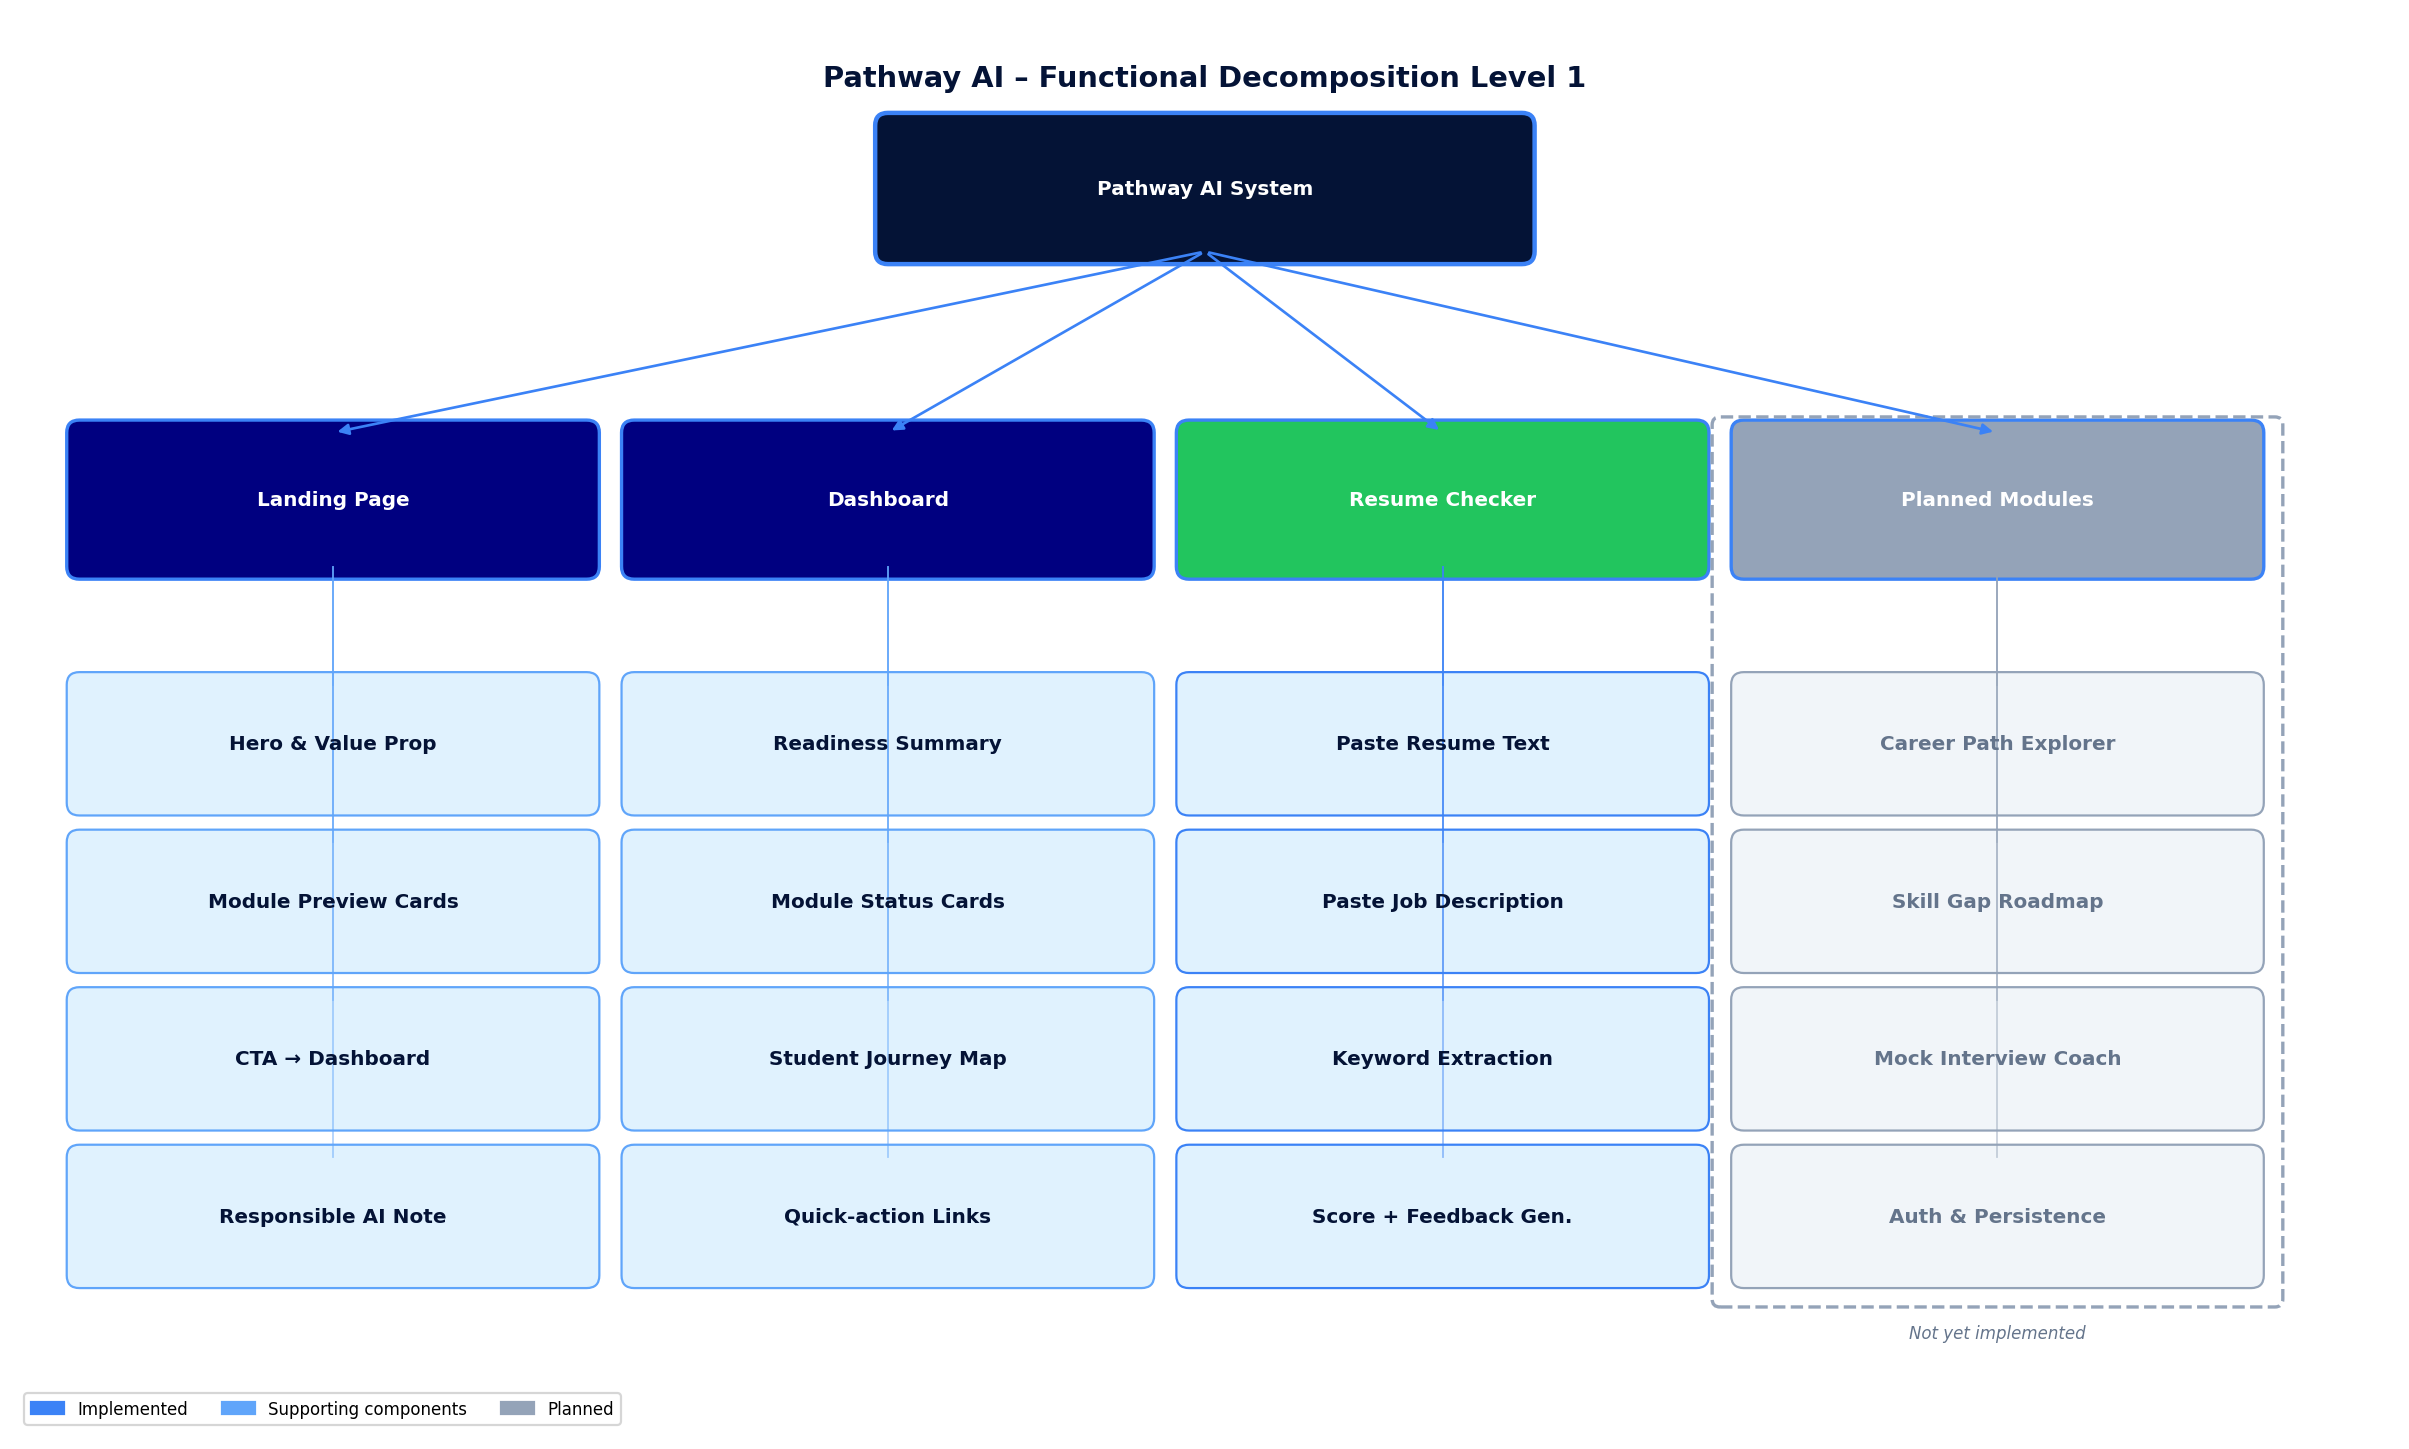 Pathway AI – Functional Decomposition Level 1
Pathway AI System
Landing Page
Dashboard
Resume Checker
Planned Modules
Hero & Value Prop
Readiness Summary
Paste Resume Text
Career Path Explorer
Module Preview Cards
Module Status Cards
Paste Job Description
Skill Gap Roadmap
CTA → Dashboard
Student Journey Map
Keyword Extraction
Mock Interview Coach
Responsible AI Note
Quick-action Links
Score + Feedback Gen.
Auth & Persistence
Not yet implemented
Implemented
Supporting components
Planned